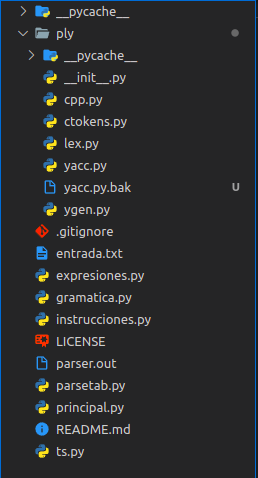 __pycache__
ply
__pycache__
__init__.py
cpp.py
ctokens.py
lex.py
yacc.py
yacc.py.bak U
ygen.py
.gitignore
entrada.txt
expresiones.py
gramatica.py
instrucciones.py
LICENSE
parser.out
parsetab.py
principal.py
README.md
ts.py